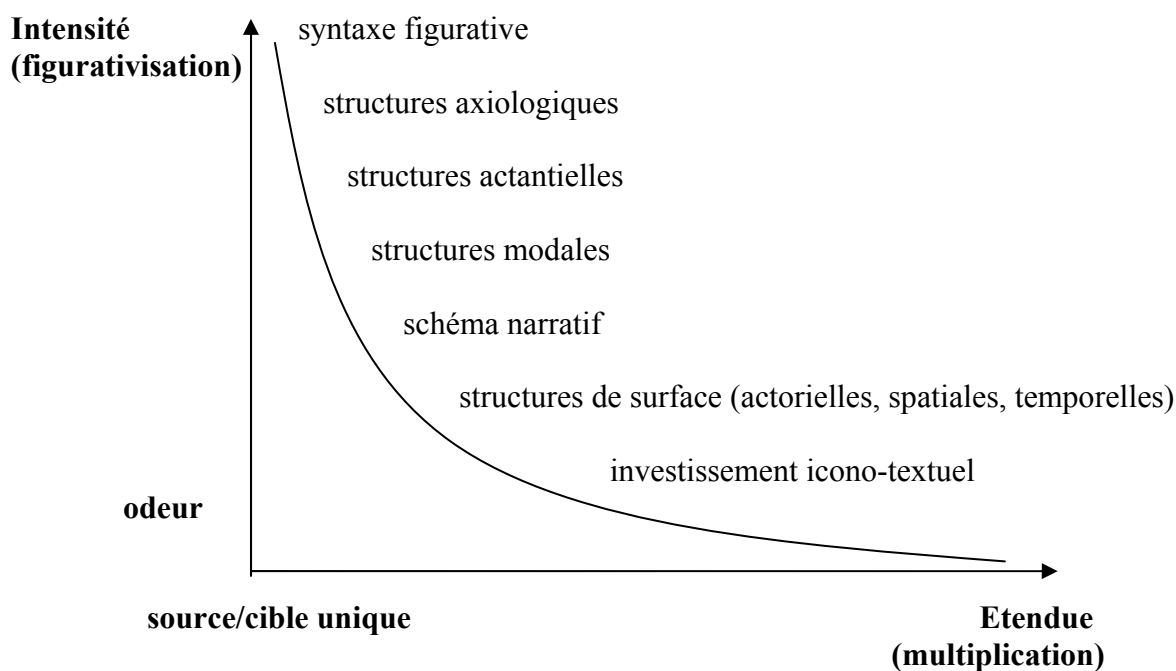 Intensité
(figurativisation)
syntaxe figurative
structures axiologiques
structures actantielles
structures modales
schéma narratif
structures de surface (actorielles, spatiales, temporelles)
investissement icono-textuel
odeur
source/cible unique
Etendue
(multiplication)